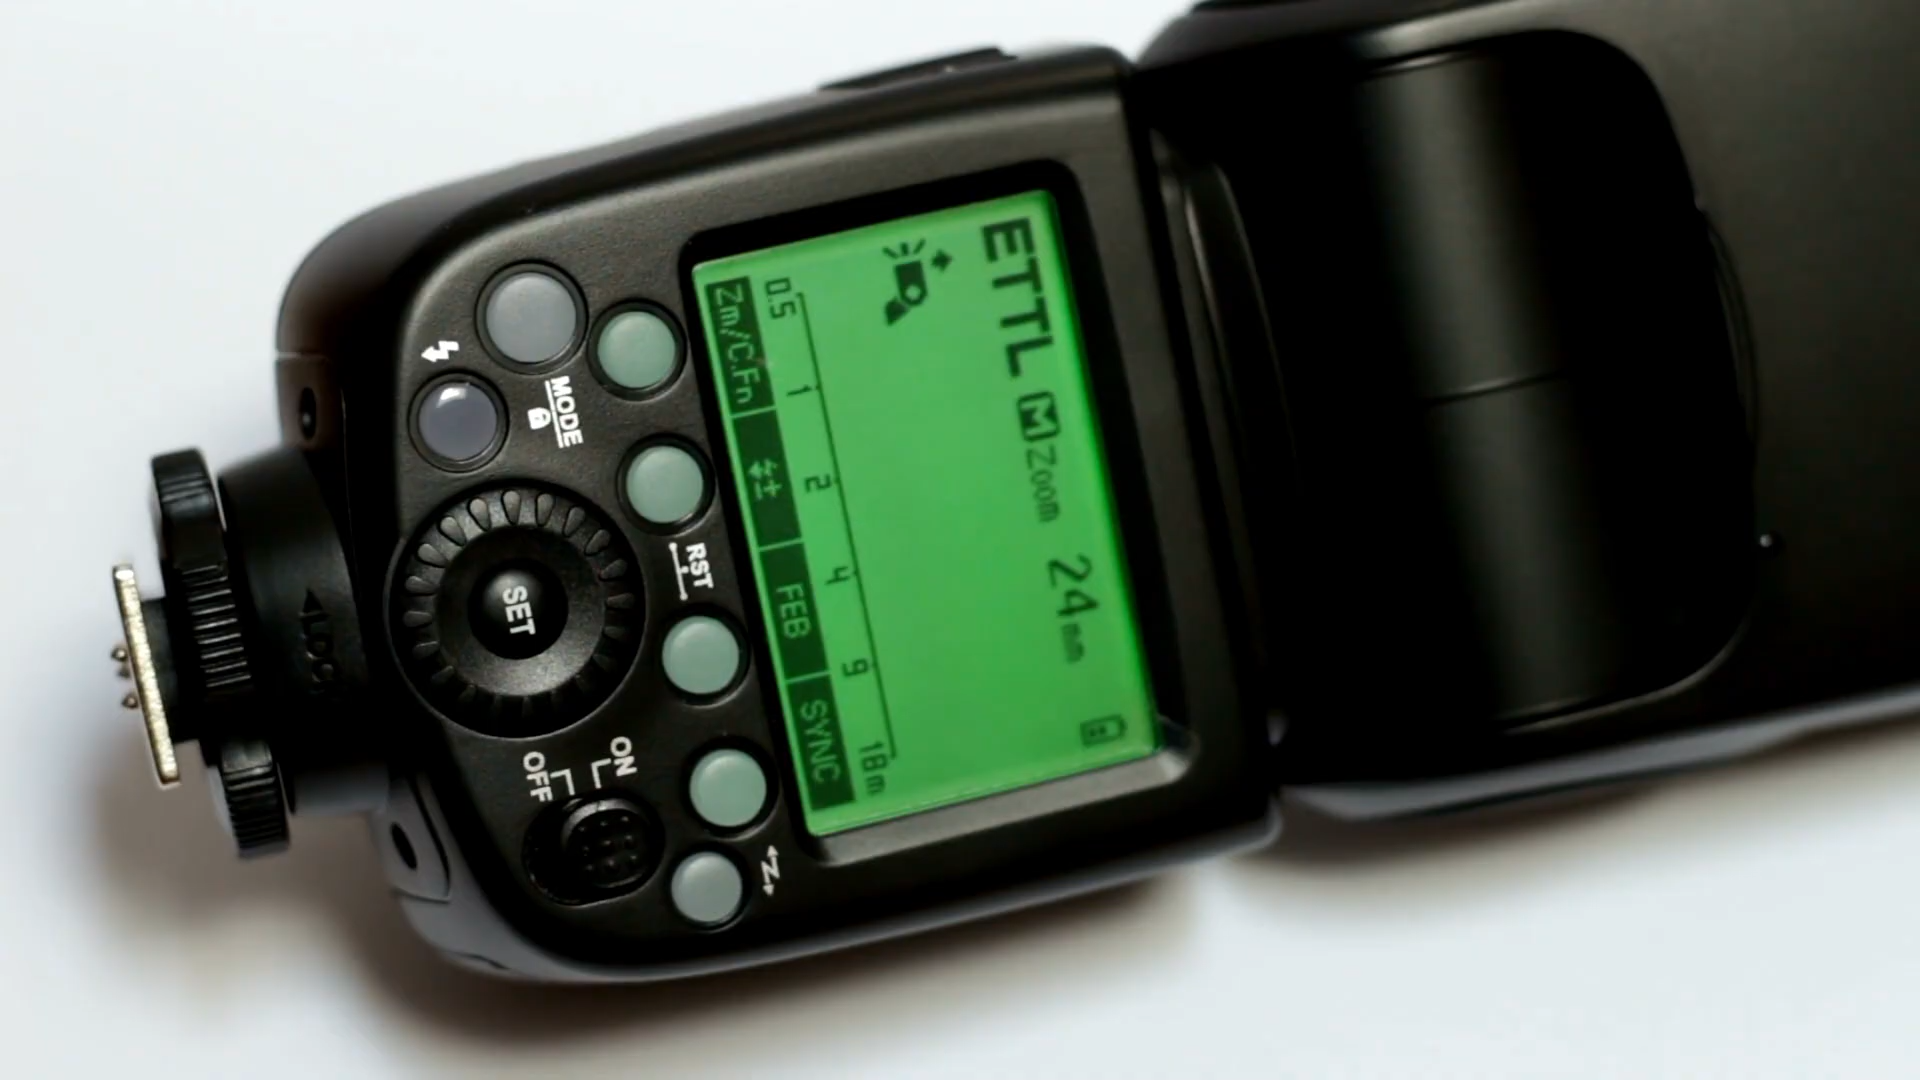 ETTL M Zoom 24mm
0.5 1 2 4 9 18m
Zm/C.Fn FEB SYNC
RST
MODE
SET
ON
OFF
LOCK